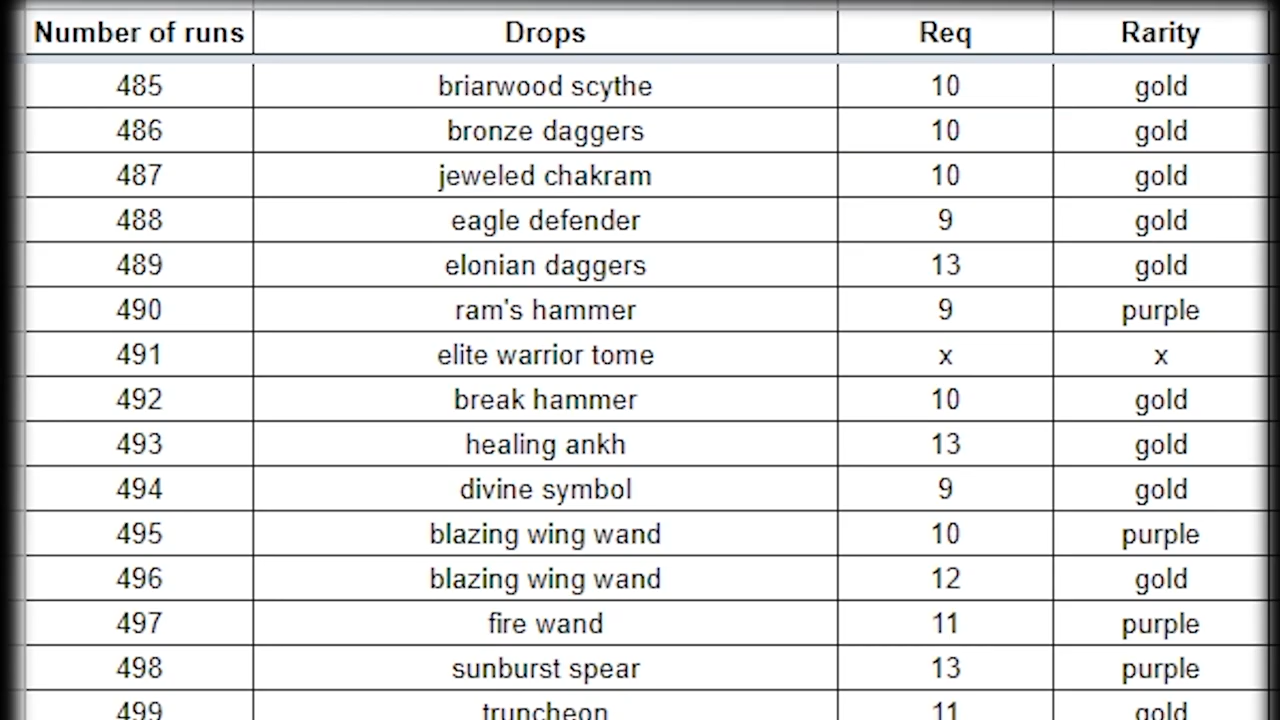 Number of runs Drops Req Rarity
485 briarwood scythe 10 gold
486 bronze daggers 10 gold
487 jeweled chakram 10 gold
488 eagle defender 9 gold
489 elonian daggers 13 gold
490 ram's hammer 9 purple
491 elite warrior tome x x
492 break hammer 10 gold
493 healing ankh 13 gold
494 divine symbol 9 gold
495 blazing wing wand 10 purple
496 blazing wing wand 12 gold
497 fire wand 11 purple
498 sunburst spear 13 purple
499 truncheon 11 gold